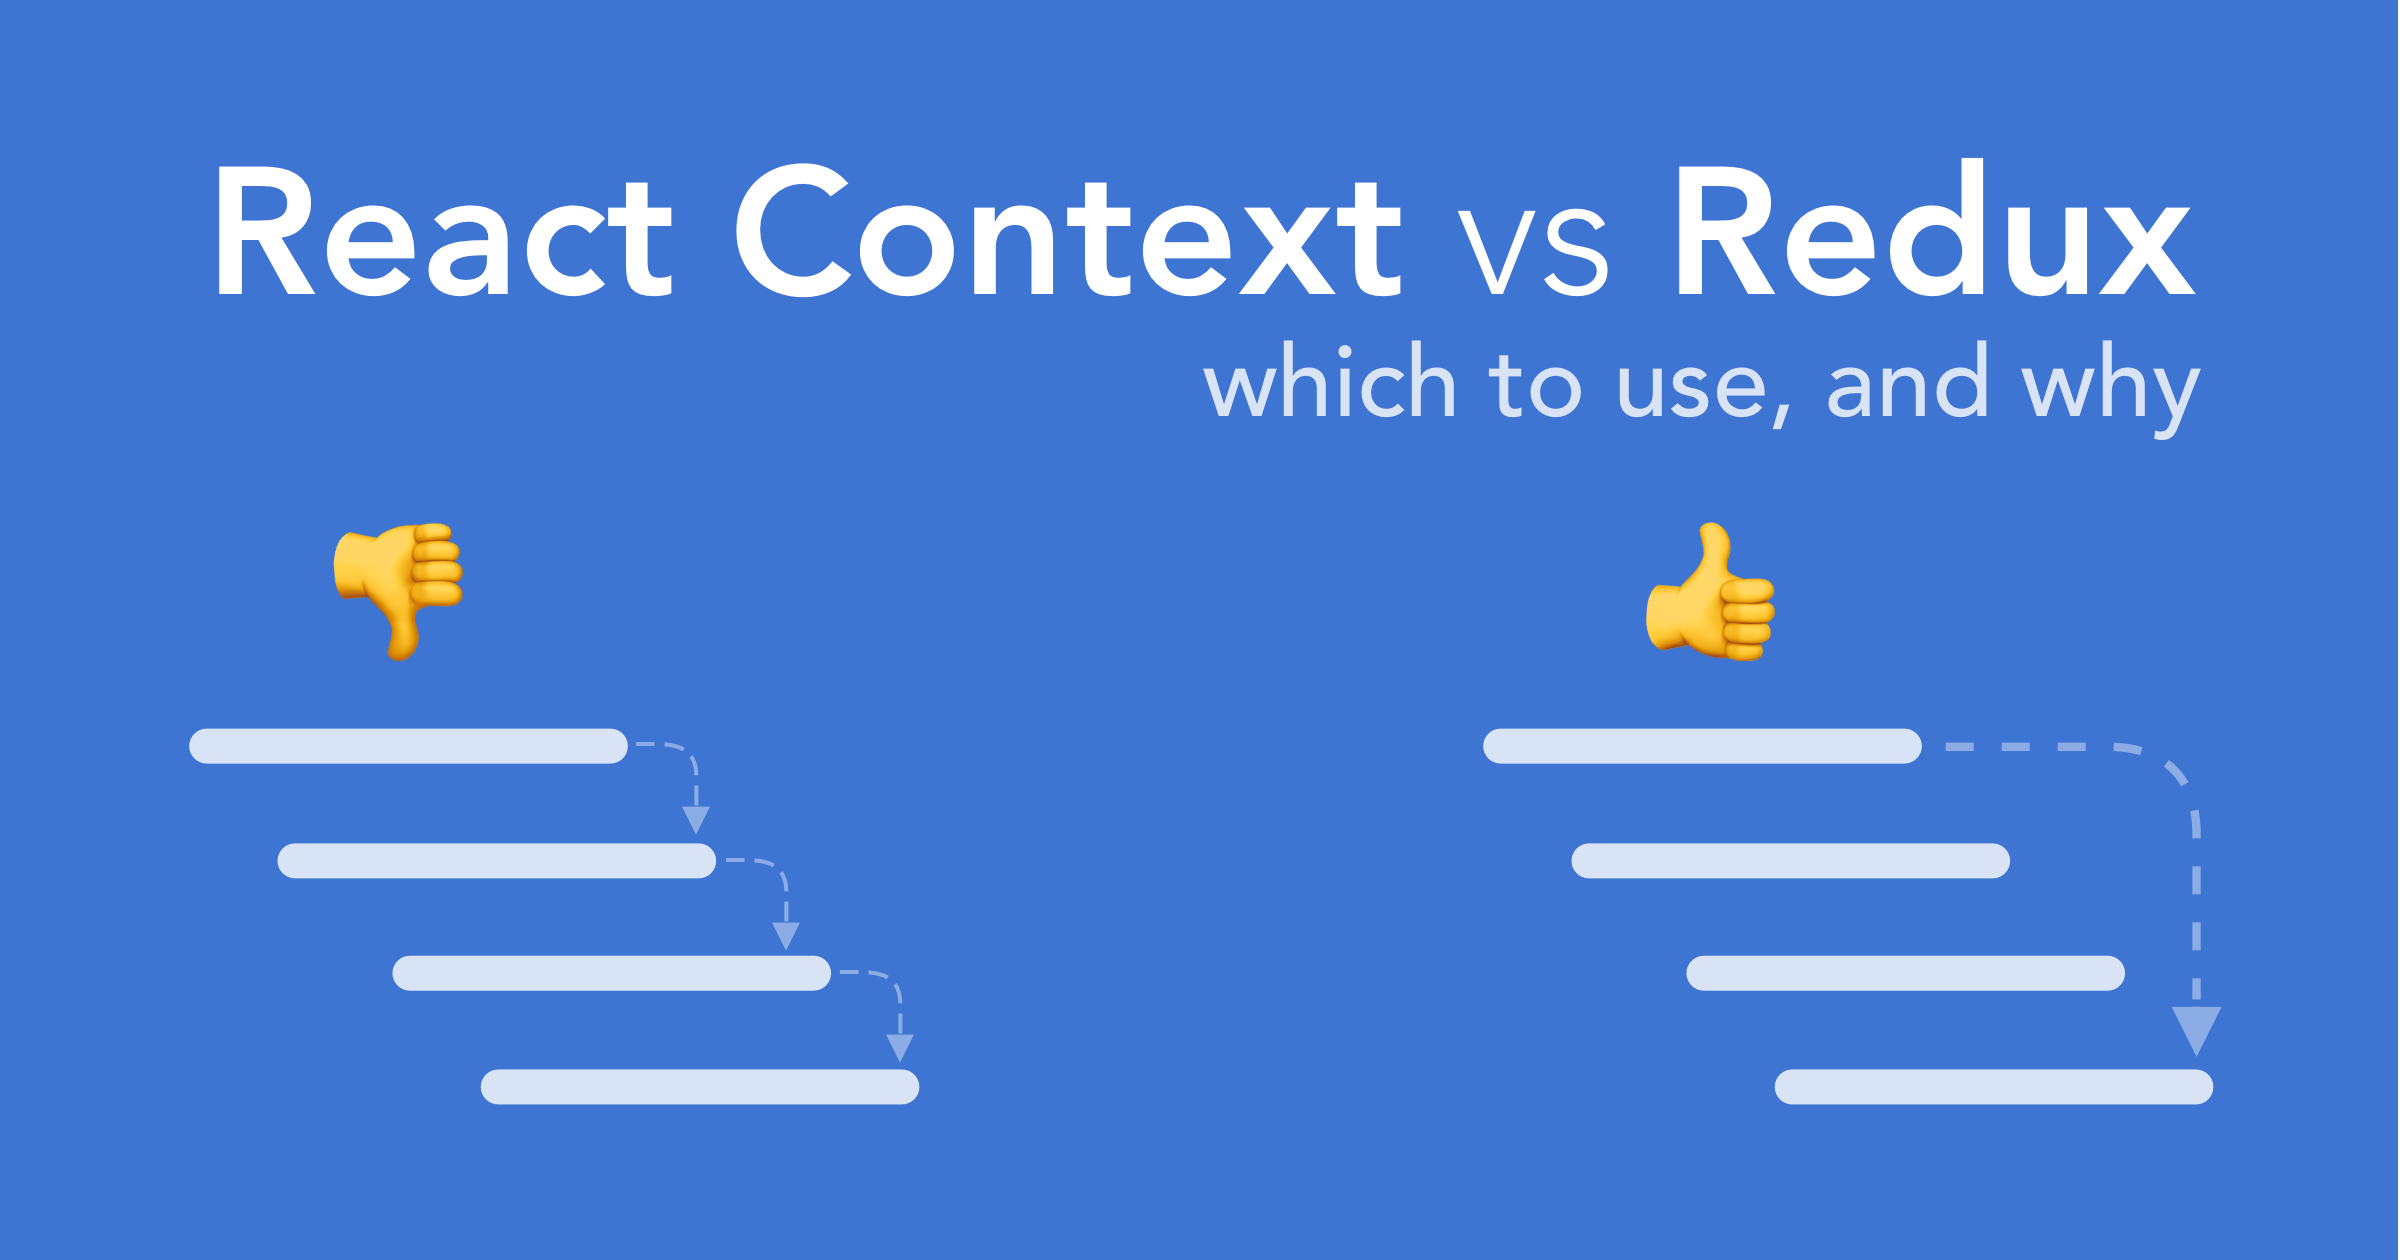 React Context vs Redux
which to use, and why